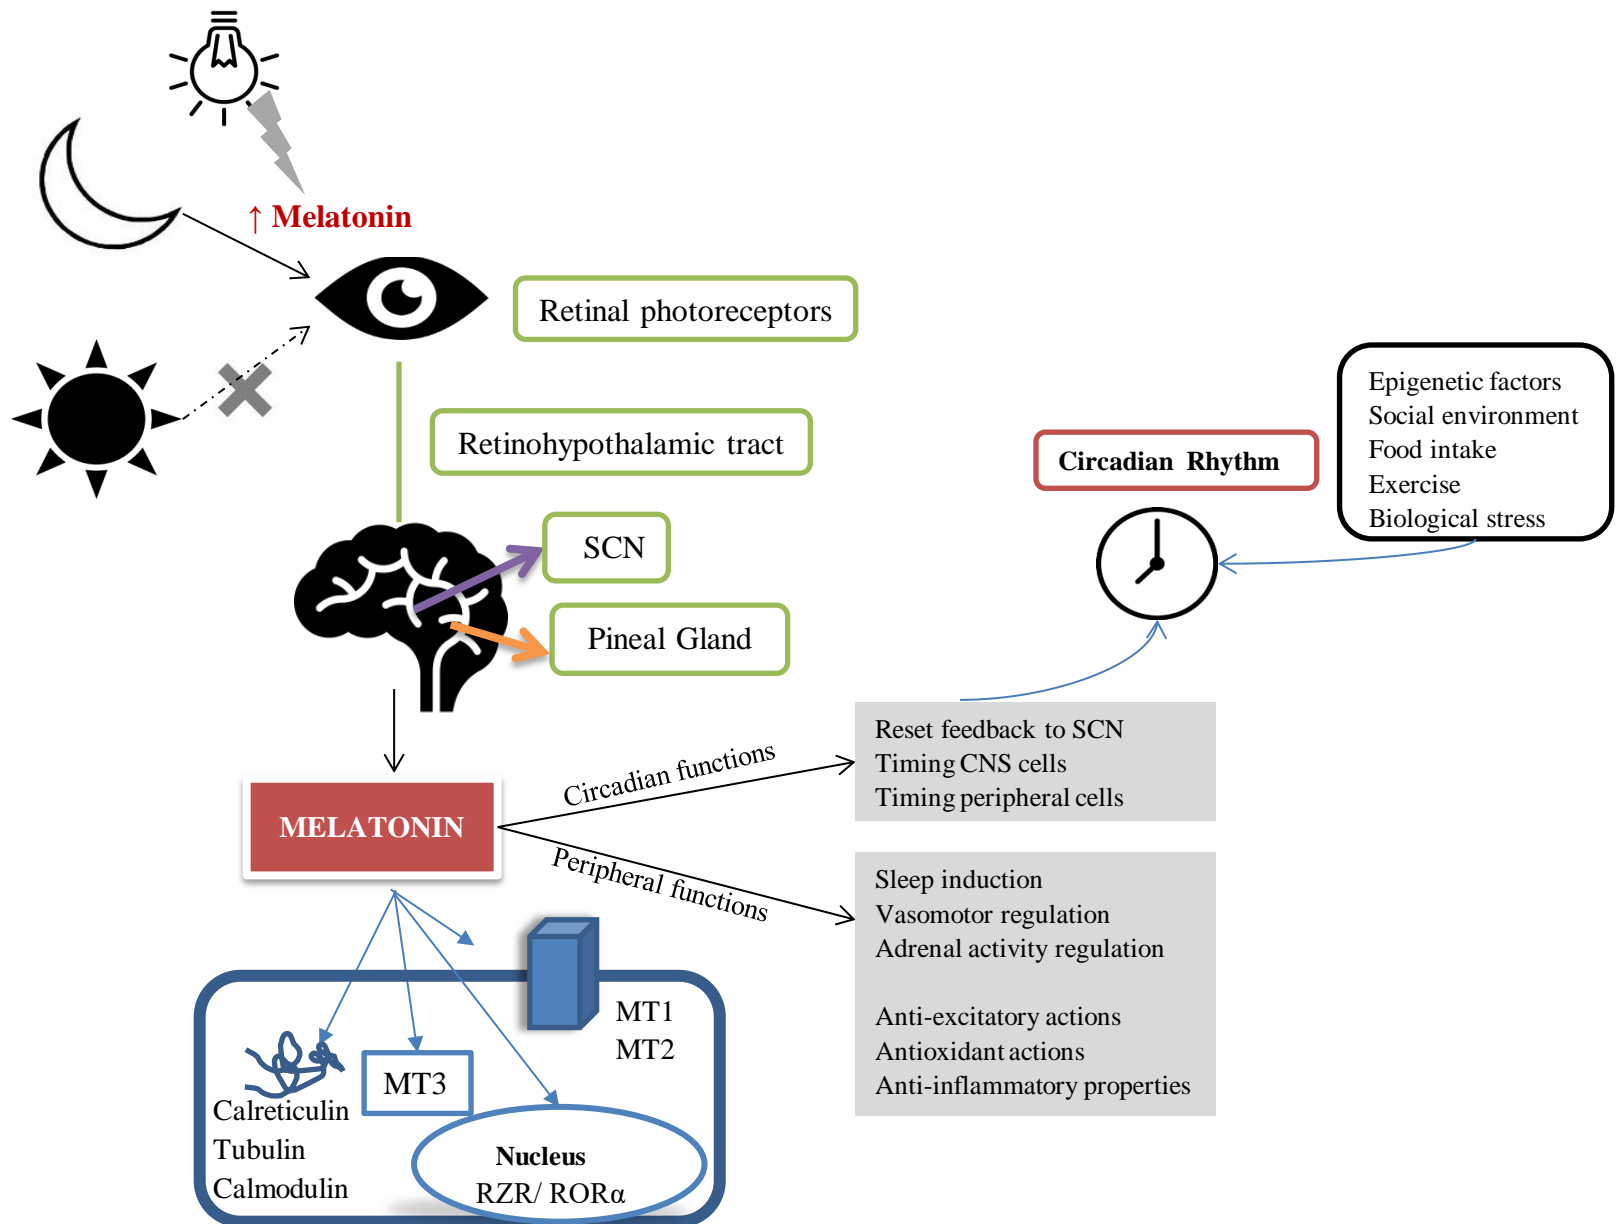 ↑ Melatonin
Retinal photoreceptors
Retinohypothalamic tract
SCN
Pineal Gland
Circadian Rhythm
Epigenetic factors
Social environment
Food intake
Exercise
Biological stress
MELATONIN
Circadian functions
Peripheral functions
Reset feedback to SCN
Timing CNS cells
Timing peripheral cells
Sleep induction
Vasomotor regulation
Adrenal activity regulation
Anti-excitatory actions
Antioxidant actions
Anti-inflammatory properties
MT1
MT2
MT3
Calreticulin
Tubulin
Calmodulin
Nucleus
RZR/ RORα